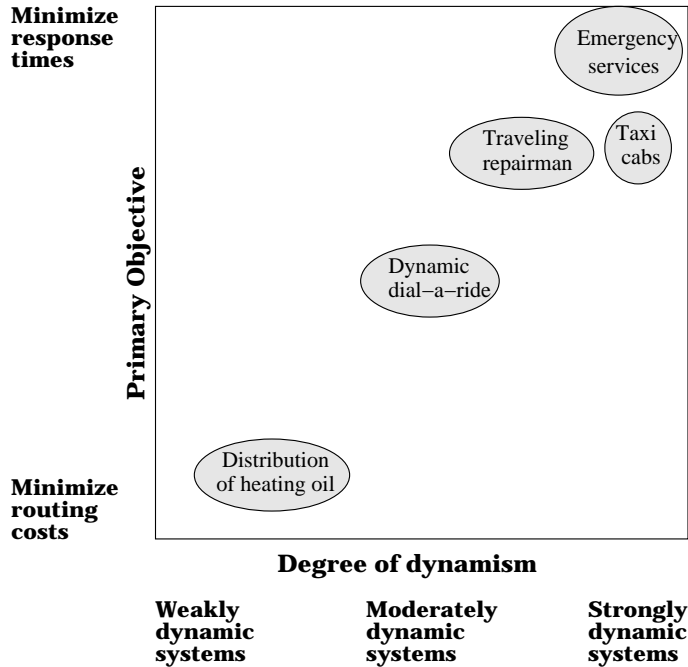 Minimize
response
times
Emergency
services
Traveling
repairman
Taxi
cabs
Primary Objective
Dynamic
dial−a−ride
Distribution
of heating oil
Minimize
routing
costs
Degree of dynamism
Weakly
dynamic
systems
Moderately
dynamic
systems
Strongly
dynamic
systems